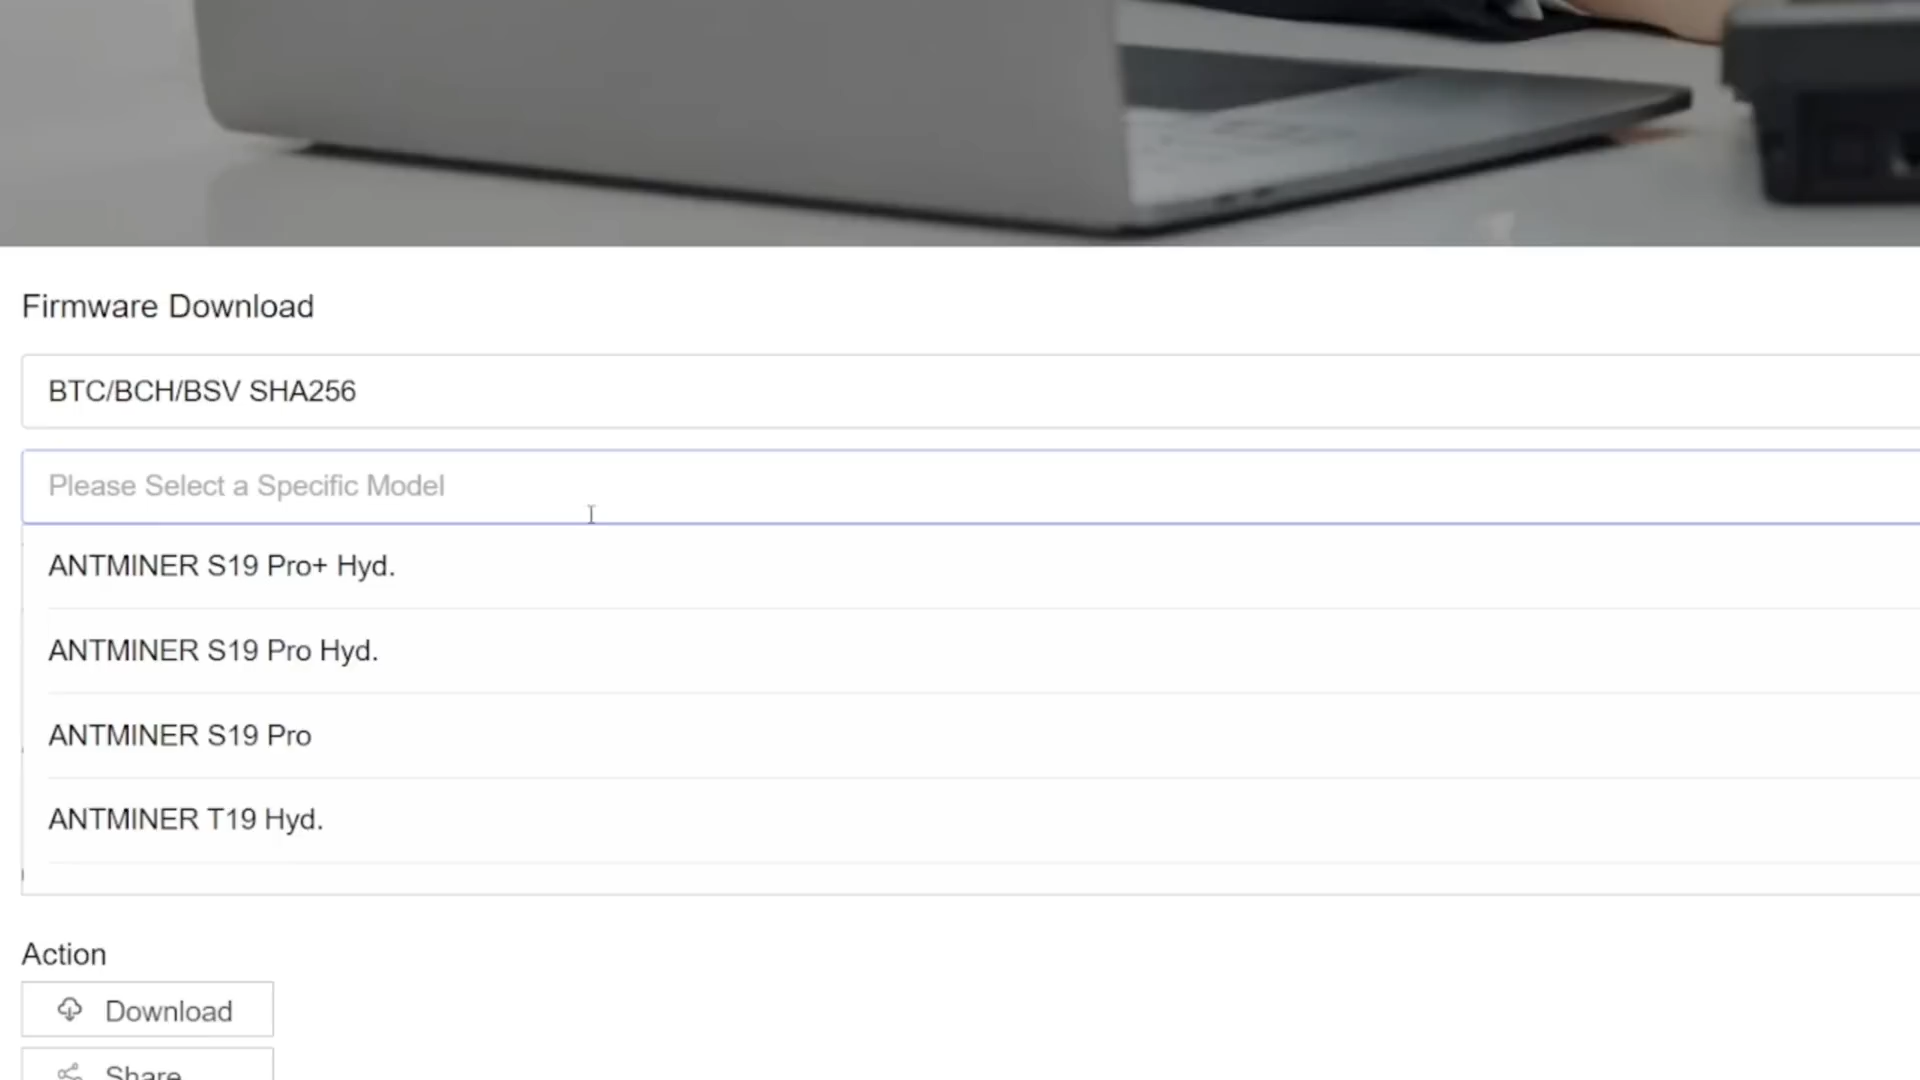 Firmware Download
BTC/BCH/BSV SHA256
Please Select a Specific Model
ANTMINER S19 Pro+ Hyd.
ANTMINER S19 Pro Hyd.
ANTMINER S19 Pro
ANTMINER T19 Hyd.
Action
Download
Share